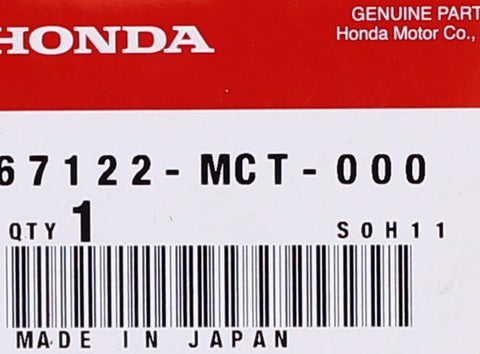 HONDA
GENUINE PART
Honda Motor Co.,
67122-MCT-000
QTY 1
S0H11
MADE IN JAPAN